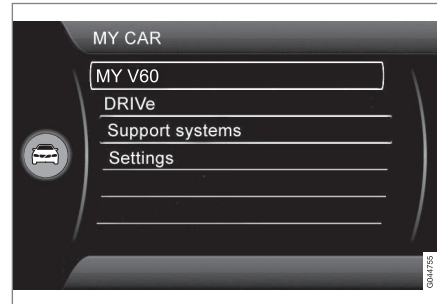 MY CAR
MY V60
DRIVe
Support systems
Settings
G044755